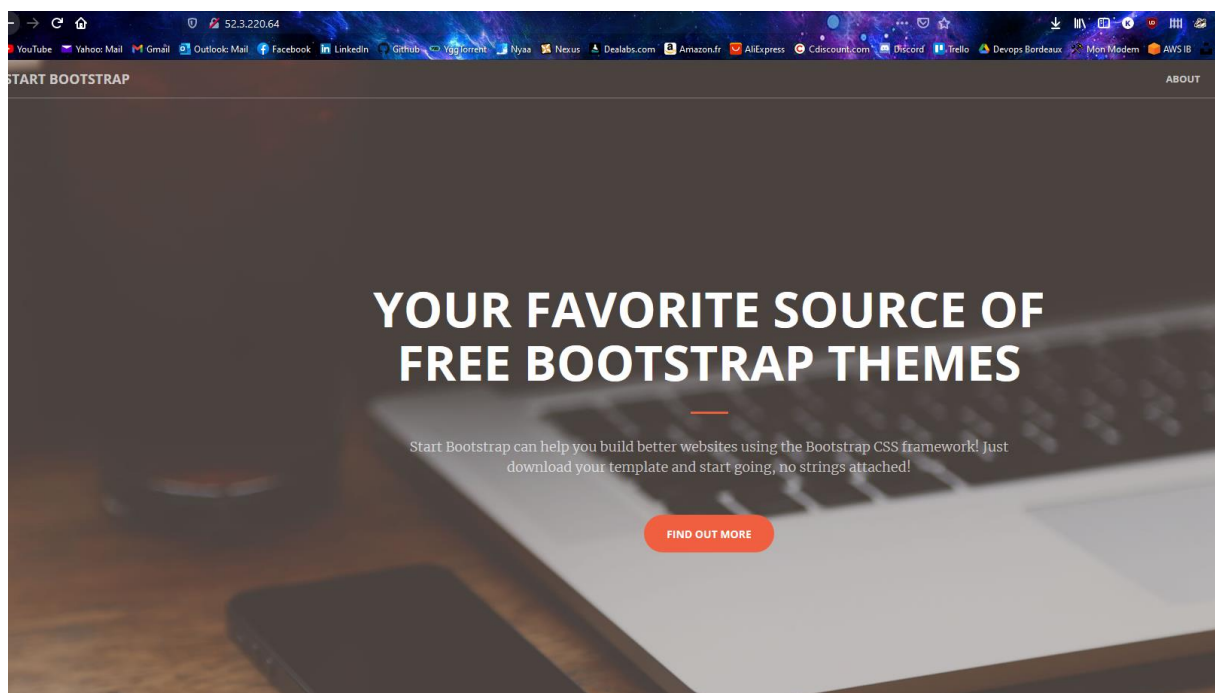 52.3.220.64
YouTube Yahoo: Mail Gmail Outlook: Mail Facebook LinkedIn Github YggTorrent Nyaa Nexus Dealabs.com Amazon.fr AliExpress Cdiscount.com Discord Trello Devops Bordeaux Mon Modem AWS IB
START BOOTSTRAP ABOUT
YOUR FAVORITE SOURCE OF
FREE BOOTSTRAP THEMES
Start Bootstrap can help you build better websites using the Bootstrap CSS framework! Just
download your template and start going, no strings attached!
FIND OUT MORE